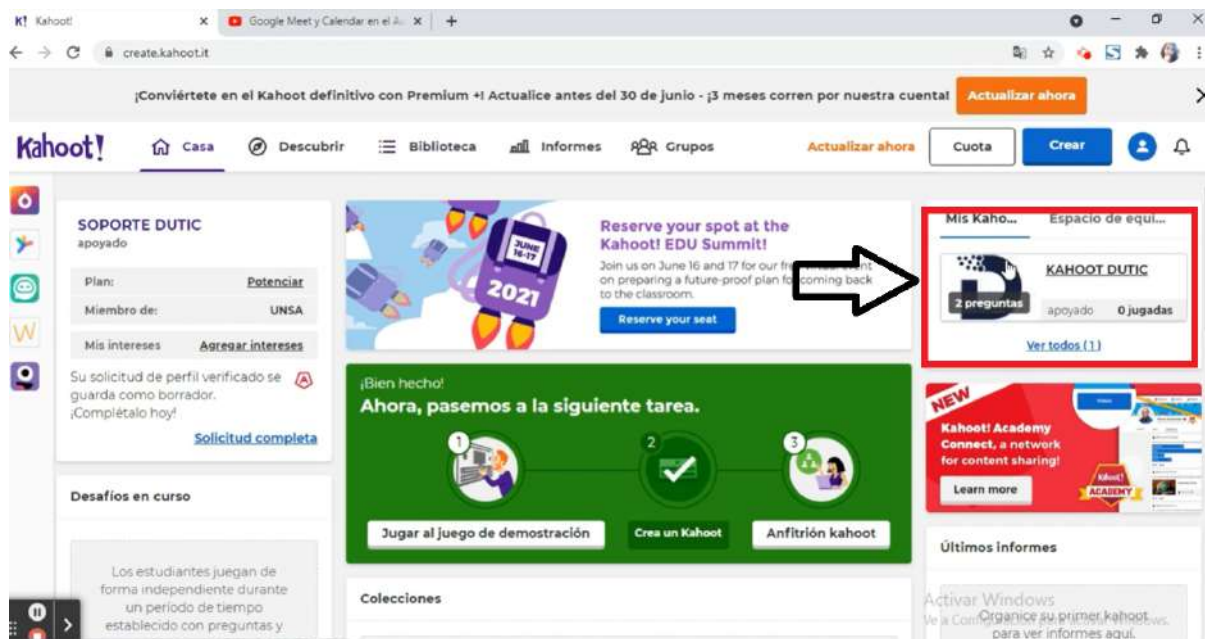 K! Kahoot!
Google Meet y Calendar en el A
create.kahoot.it
¡Conviértete en el Kahoot definitivo con Premium +! Actualice antes del 30 de junio - ¡3 meses corren por nuestra cuenta!
Actualizar ahora
Kahoot!
Casa
Descubrir
Biblioteca
Informes
Grupos
Actualizar ahora
Cuota
Crear
SOPORTE DUTIC
apoyado
Plan: Potenciar
Miembro de: UNSA
Mis intereses Agregar intereses
Su solicitud de perfil verificado se
guarda como borrador.
¡Complétalo hoy!
Solicitud completa
Desafíos en curso
Los estudiantes juegan de
forma independiente durante
un período de tiempo
establecido con preguntas y
JUNE
16-17
2021
Reserve your spot at the
Kahoot! EDU Summit!
Join us on June 16 and 17 for our free virtual event
on preparing a future-proof plan for coming back
to the classroom.
Reserve your seat
¡Bien hecho!
Ahora, pasemos a la siguiente tarea.
1
2
3
Jugar al juego de demostración
Crea un Kahoot
Anfitrión kahoot
Colecciones
Mis Kaho...
Espacio de equi...
KAHOOT DUTIC
2 preguntas
apoyado 0 jugadas
Ver todos (1)
NEW
Kahoot! Academy
Connect, a network
for content sharing!
Learn more
Kahoot!
ACADEMY
Últimos informes
Activar Windows
Organice su primer kahoot
para ver informes aquí.